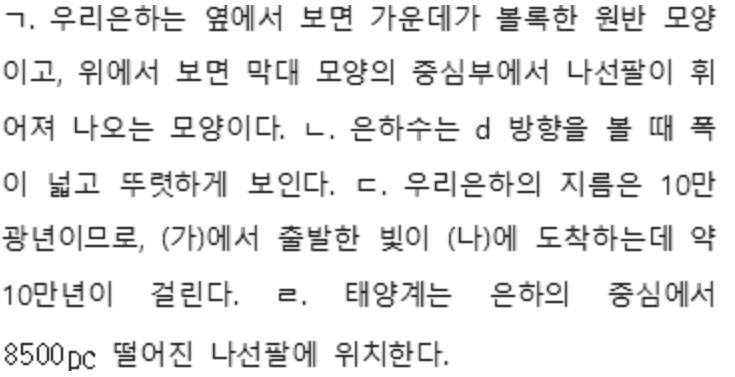 ㄱ. 우리은하는 옆에서 보면 가운데가 볼록한 원반 모양
이고, 위에서 보면 막대 모양의 중심부에서 나선팔이 휘
어져 나오는 모양이다. ㄴ. 은하수는 d 방향을 볼 때 폭
이 넓고 뚜렷하게 보인다. ㄷ. 우리은하의 지름은 10만
광년이므로, (가)에서 출발한 빛이 (나)에 도착하는데 약
10만년이 걸린다. ㄹ. 태양계는 은하의 중심에서
8500pc 떨어진 나선팔에 위치한다.